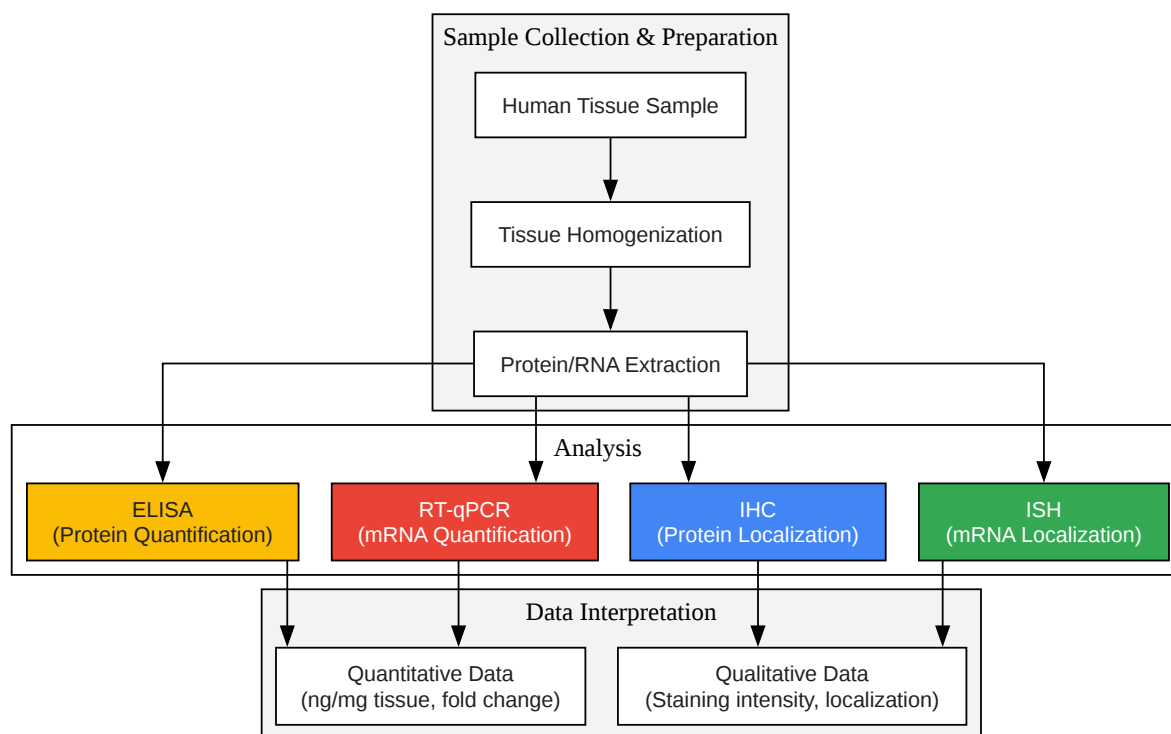 Sample Collection & Preparation
Human Tissue Sample
Tissue Homogenization
Protein/RNA Extraction
Analysis
ELISA
(Protein Quantification)
RT-qPCR
(mRNA Quantification)
IHC
(Protein Localization)
ISH
(mRNA Localization)
Data Interpretation
Quantitative Data
(ng/mg tissue, fold change)
Qualitative Data
(Staining intensity, localization)